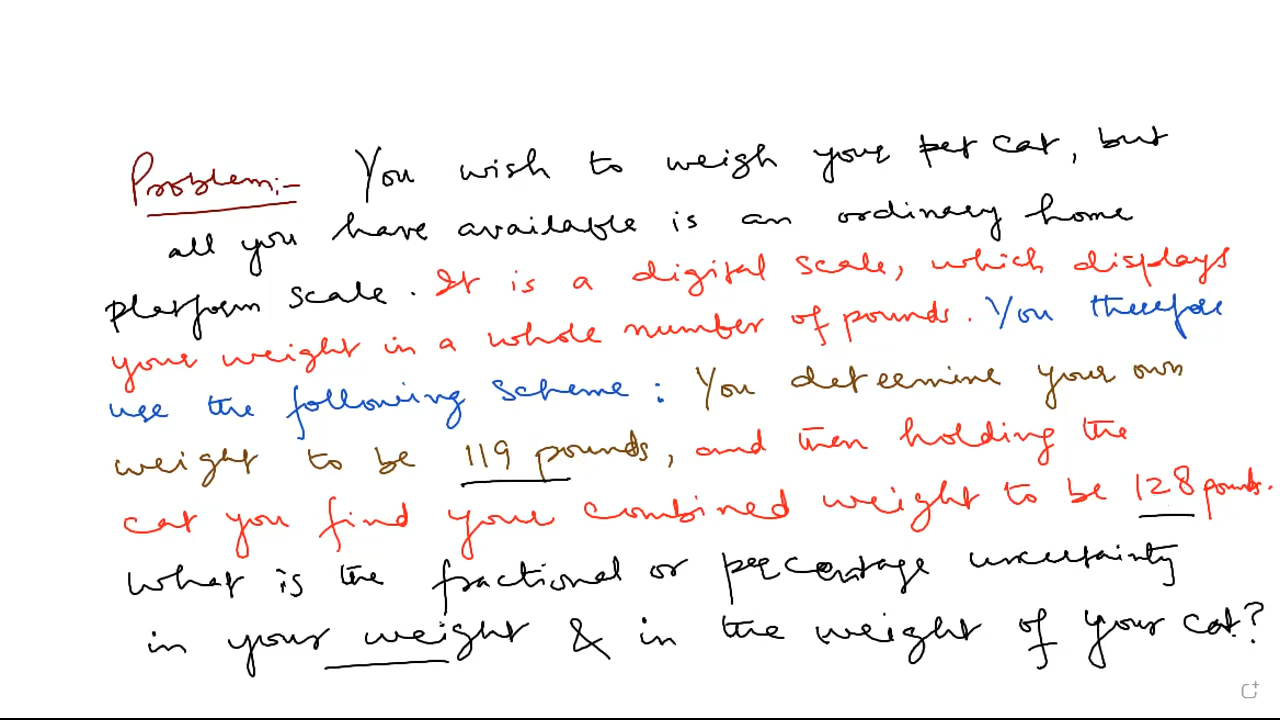 Problem:- You wish to weigh your pet cat, but
all you have available is an ordinary home
platform scale. It is a digital scale, which displays
your weight in a whole number of pounds. You therefore
use the following scheme: You determine your own
weight to be 119 pounds, and then holding the
cat you find your combined weight to be 128 pounds.
What is the fractional or percentage uncertainty
in your weight & in the weight of your cat?